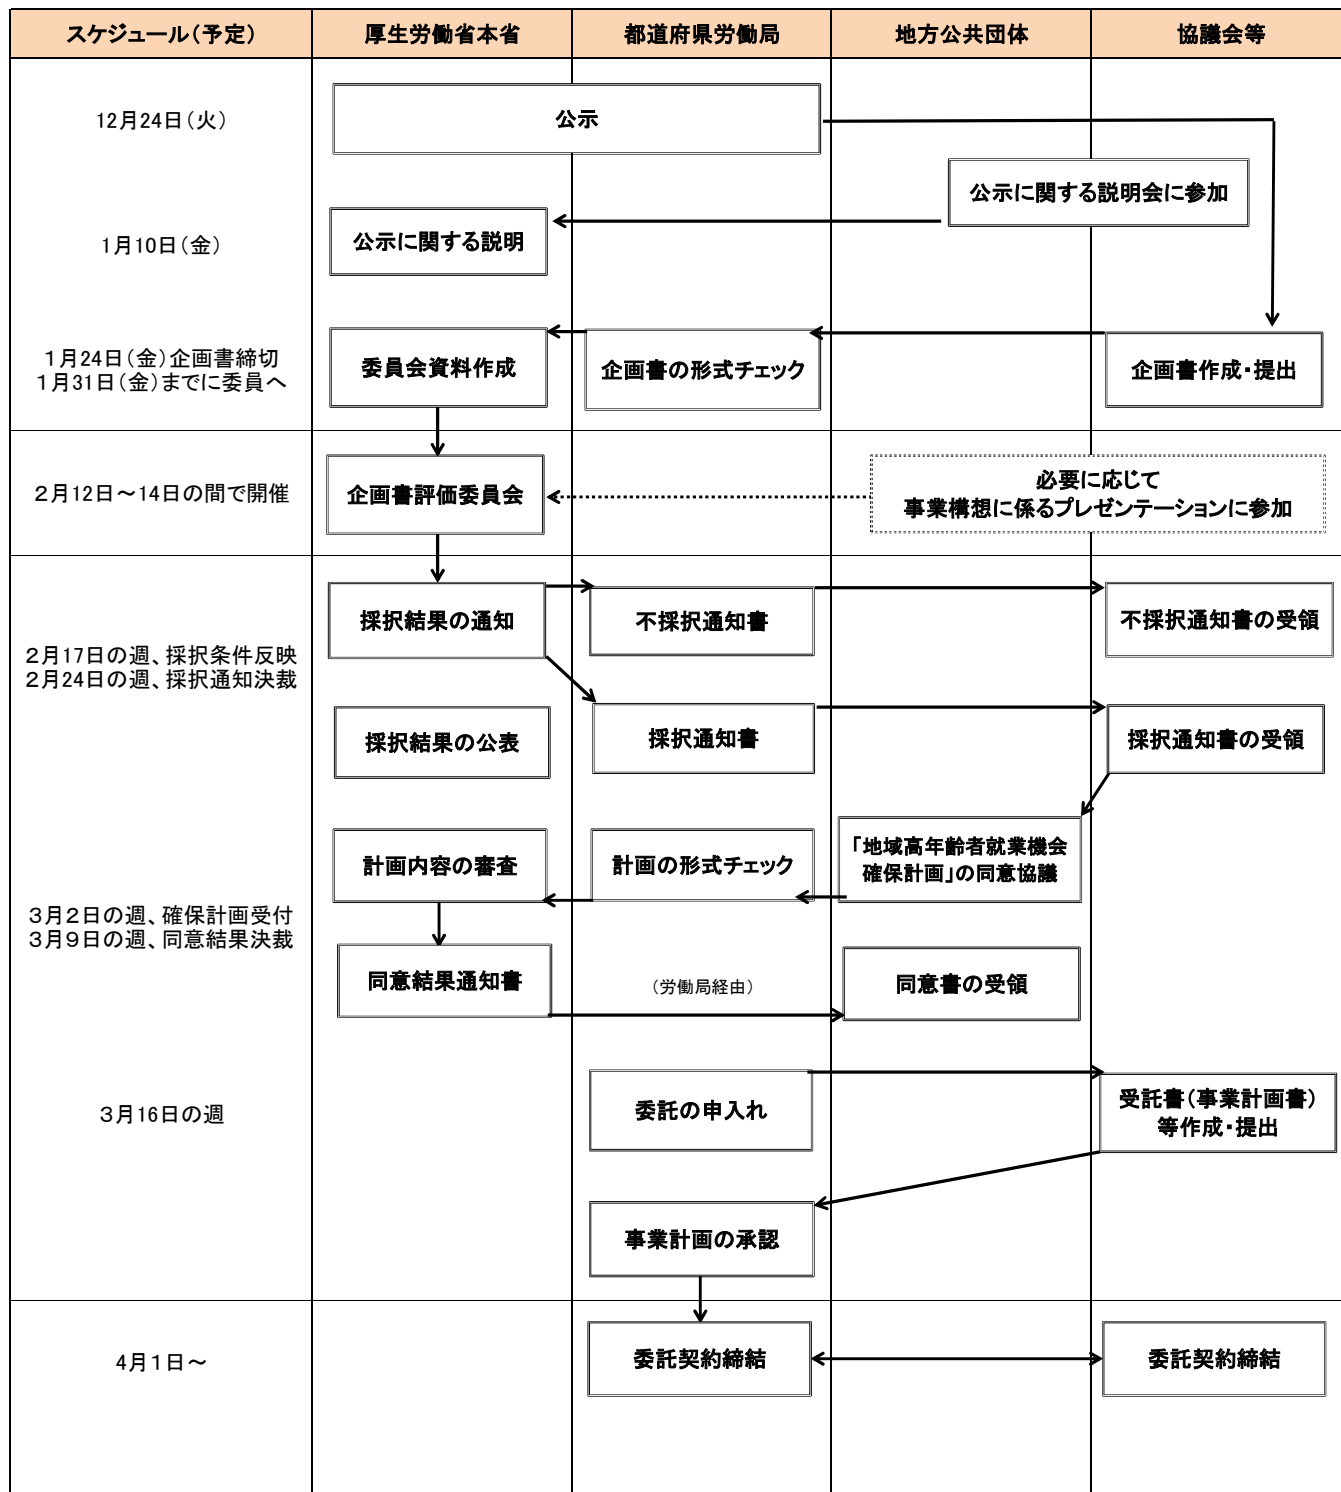 スケジュール（予定）
厚生労働省本省
都道府県労働局
地方公共団体
協議会等
12月24日（火）
公示
公示に関する説明会に参加
1月10日（金）
公示に関する説明
１月24日（金）企画書締切
１月31日（金）までに委員へ
委員会資料作成
企画書の形式チェック
企画書作成・提出
２月12日～14日の間で開催
企画書評価委員会
必要に応じて
事業構想に係るプレゼンテーションに参加
２月17日の週、採択条件反映
２月24日の週、採択通知決裁
採択結果の通知
不採択通知書
不採択通知書の受領
採択結果の公表
採択通知書
採択通知書の受領
計画内容の審査
計画の形式チェック
「地域高年齢者就業機会
確保計画」の同意協議
３月２日の週、確保計画受付
３月９日の週、同意結果決裁
同意結果通知書
（労働局経由）
同意書の受領
３月16日の週
委託の申入れ
受託書（事業計画書）
等作成・提出
事業計画の承認
4月１日～
委託契約締結
委託契約締結